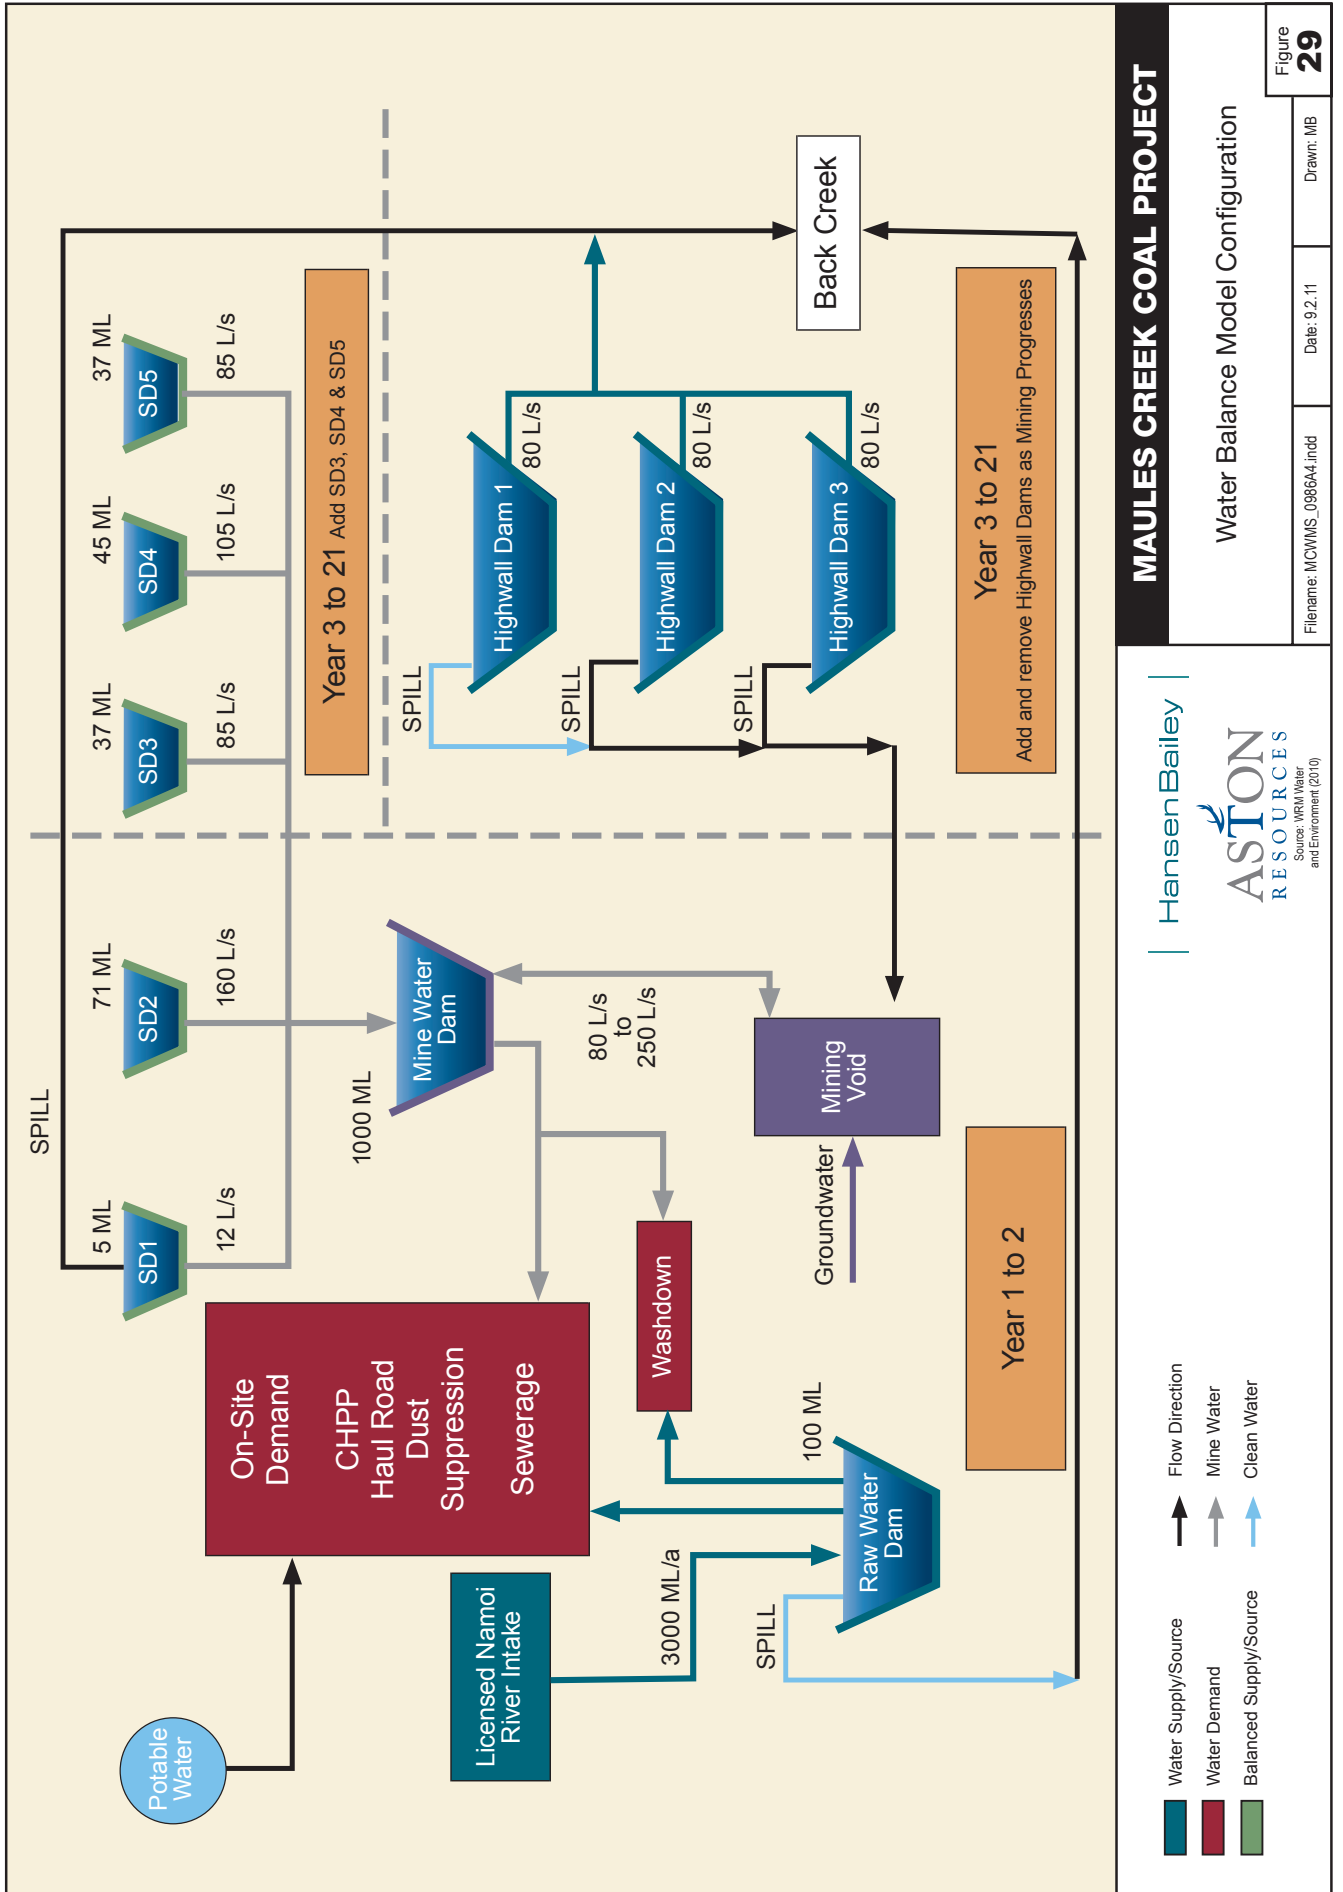 Potable
Water
On-Site
Demand
CHPP
Haul Road
Dust
Suppression
Sewerage
Licensed Namoi
River Intake
3000 ML/a
SPILL
Raw Water
Dam
100 ML
Washdown
SPILL
5 ML
SD1
12 L/s
71 ML
SD2
160 L/s
1000 ML
Mine Water
Dam
80 L/s
to
250 L/s
Groundwater
Mining
Void
Year 1 to 2
37 ML
SD3
85 L/s
45 ML
SD4
105 L/s
37 ML
SD5
85 L/s
Year 3 to 21 Add SD3, SD4 & SD5
SPILL
Highwall Dam 1
80 L/s
SPILL
Highwall Dam 2
80 L/s
SPILL
Highwall Dam 3
80 L/s
Back Creek
Year 3 to 21
Add and remove Highwall Dams as Mining Progresses
Water Supply/Source
Water Demand
Balanced Supply/Source
Flow Direction
Mine Water
Clean Water
Hansen Bailey
ASTON
RESOURCES
Source: WRM Water
and Environment (2010)
MAULES CREEK COAL PROJECT
Water Balance Model Configuration
Figure
29
Filename: MCWMS_0986A4.indd
Date: 9.2.11
Drawn: MB